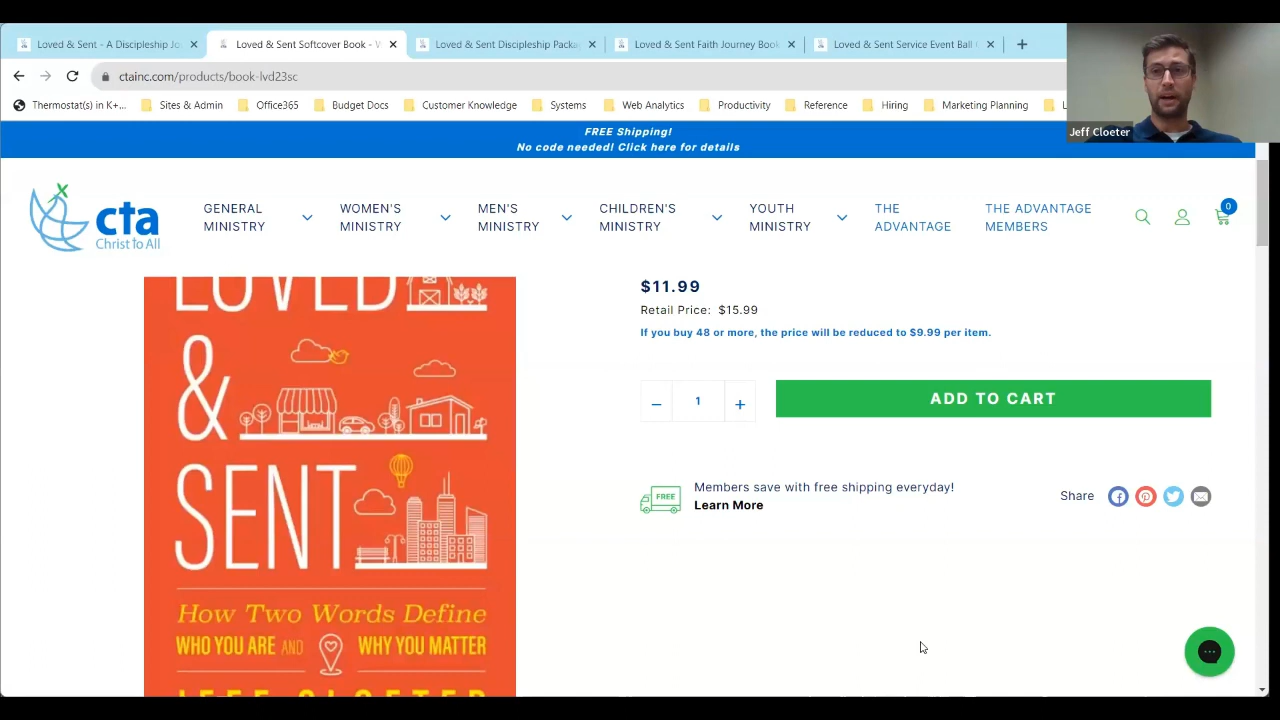 Loved & Sent - A Discipleship Jo
Loved & Sent Softcover Book - V
Loved & Sent Discipleship Packa
Loved & Sent Faith Journey Book
Loved & Sent Service Event Ball C
ctainc.com/products/book-lvd23sc
Thermostat(s) in K+...
Sites & Admin
Office365
Budget Docs
Customer Knowledge
Systems
Web Analytics
Productivity
Reference
Hiring
Marketing Planning
L
Jeff Cloeter
FREE Shipping!
No code needed! Click here for details
cta
Christ to All
GENERAL
MINISTRY
WOMEN'S
MINISTRY
MEN'S
MINISTRY
CHILDREN'S
MINISTRY
YOUTH
MINISTRY
THE
ADVANTAGE
THE ADVANTAGE
MEMBERS
0
LOVED
&
SENT
How Two Words Define
WHO YOU ARE AND WHY YOU MATTER
JEFF CLOETER
$11.99
Retail Price: $15.99
If you buy 48 or more, the price will be reduced to $9.99 per item.
− 1 +
ADD TO CART
FREE
Members save with free shipping everyday!
Learn More
Share